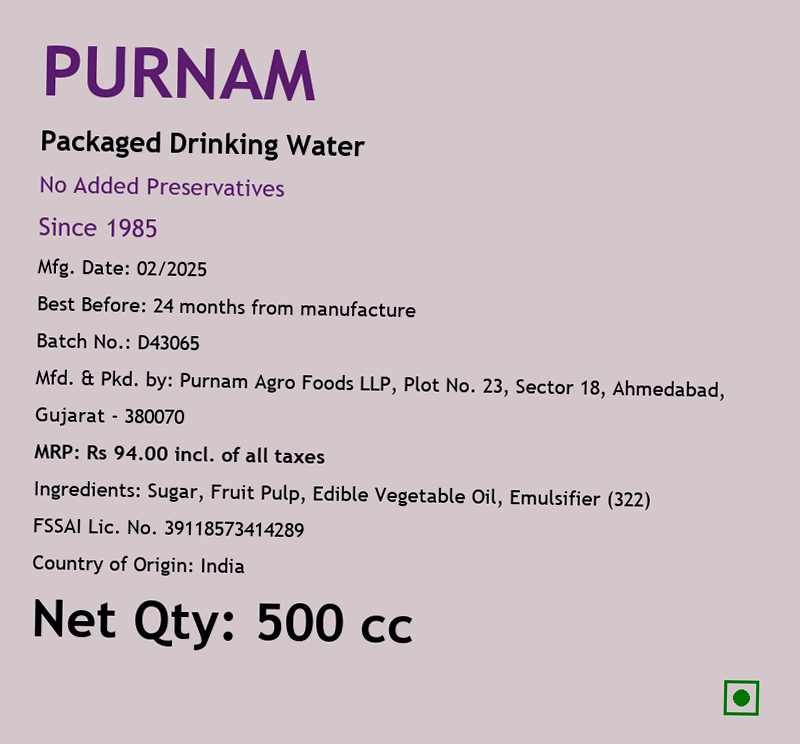 PURNAM
Packaged Drinking Water
No Added Preservatives
Since 1985
Mfg. Date: 02/2025
Best Before: 24 months from manufacture
Batch No.: D43065
Mfd. & Pkd. by: Purnam Agro Foods LLP, Plot No. 23, Sector 18, Ahmedabad,
Gujarat - 380070
MRP: Rs 94.00 incl. of all taxes
Ingredients: Sugar, Fruit Pulp, Edible Vegetable Oil, Emulsifier (322)
FSSAI Lic. No. 39118573414289
Country of Origin: India
Net Qty: 500 cc